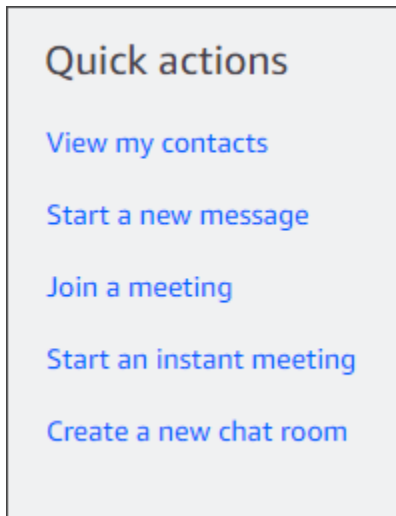 Quick actions
View my contacts
Start a new message
Join a meeting
Start an instant meeting
Create a new chat room